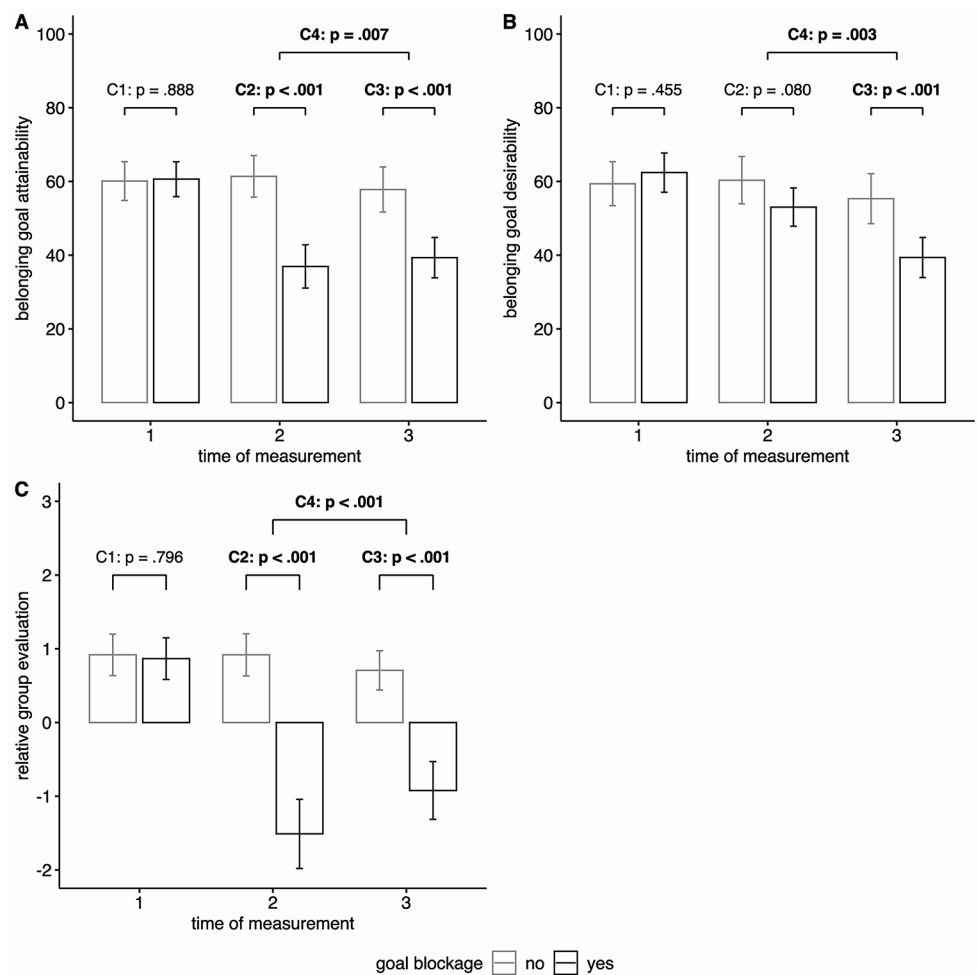 A
C4: p = .007
C1: p = .888 C2: p < .001 C3: p < .001
belonging goal attainability
100
80
60
40
20
0
1 2 3
time of measurement
B
C4: p = .003
C1: p = .455 C2: p = .080 C3: p < .001
belonging goal desirability
100
80
60
40
20
0
1 2 3
time of measurement
C
C4: p < .001
C1: p = .796 C2: p < .001 C3: p < .001
relative group evaluation
3
2
1
0
-1
-2
1 2 3
time of measurement
goal blockage no yes